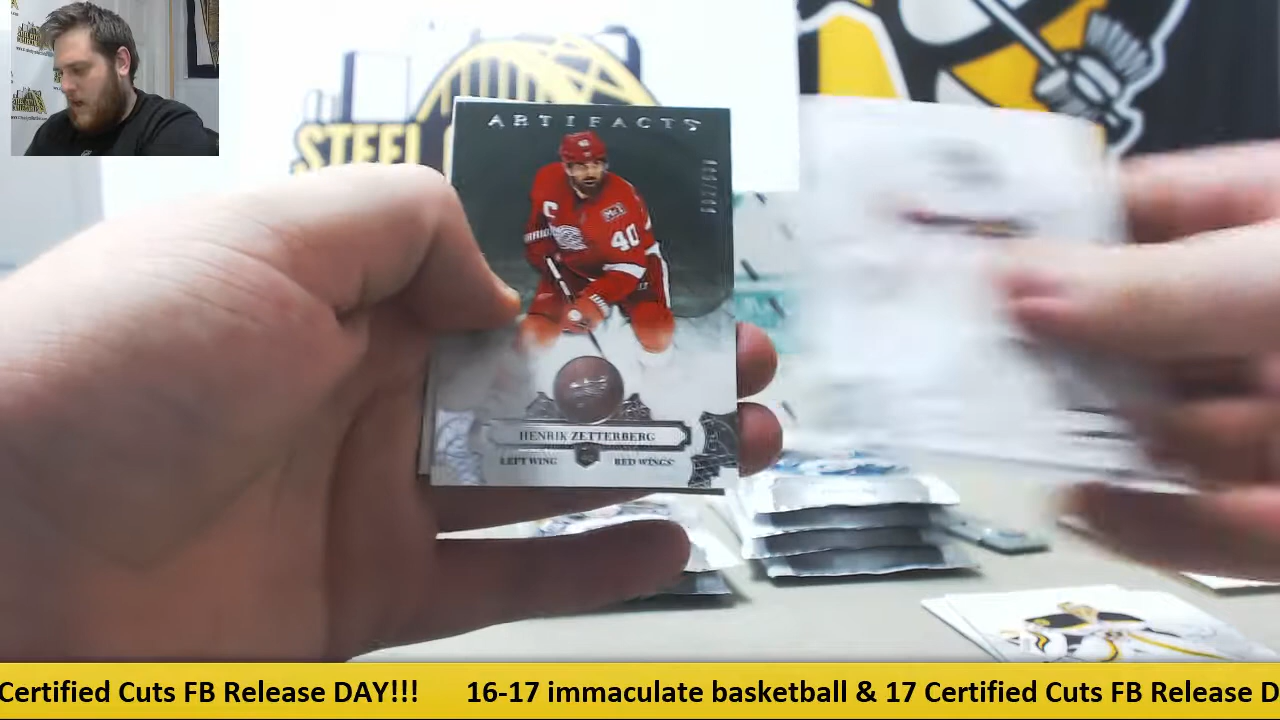 STEEL
ARTIFACTS
C
40
HENRIK ZETTERBERG
LEFT WING RED WINGS
Certified Cuts FB Release DAY!!! 16-17 immaculate basketball & 17 Certified Cuts FB Release D